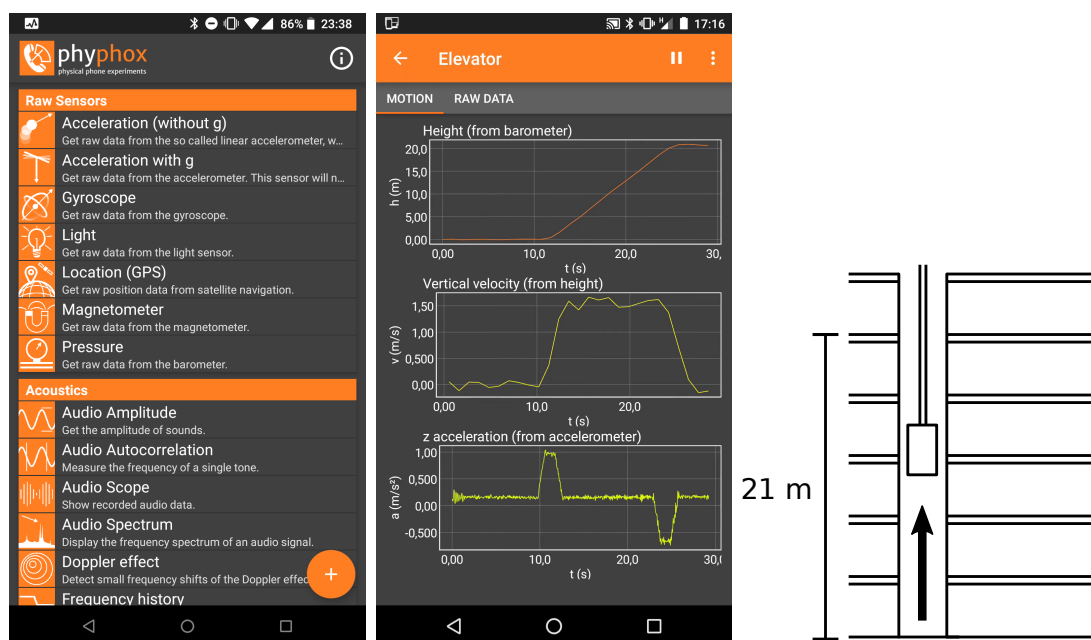 86% 23:38
phyphox
physical phone experiments
Raw Sensors
Acceleration (without g)
Get raw data from the so called linear accelerometer, w…
Acceleration with g
Get raw data from the accelerometer. This sensor will n…
Gyroscope
Get raw data from the gyroscope.
Light
Get raw data from the light sensor.
Location (GPS)
Get raw position data from satellite navigation.
Magnetometer
Get raw data from the magnetometer.
Pressure
Get raw data from the barometer.
Acoustics
Audio Amplitude
Get the amplitude of sounds.
Audio Autocorrelation
Measure the frequency of a single tone.
Audio Scope
Show recorded audio data.
Audio Spectrum
Display the frequency spectrum of an audio signal.
Doppler effect
Detect small frequency shifts of the Doppler effec
Frequency history
+
H 17:16
Elevator
MOTION RAW DATA
Height (from barometer)
20,0
15,0
10,0
5,00
0,00
h (m)
0,00 10,0 20,0 30,
t (s)
Vertical velocity (from height)
1,50
1,00
0,500
0,00
v (m/s)
0,00 10,0 20,0
t (s)
z acceleration (from accelerometer)
1,00
0,500
0,00
-0,500
a (m/s²)
0,00 10,0 20,0 30,(
t (s)
21 m